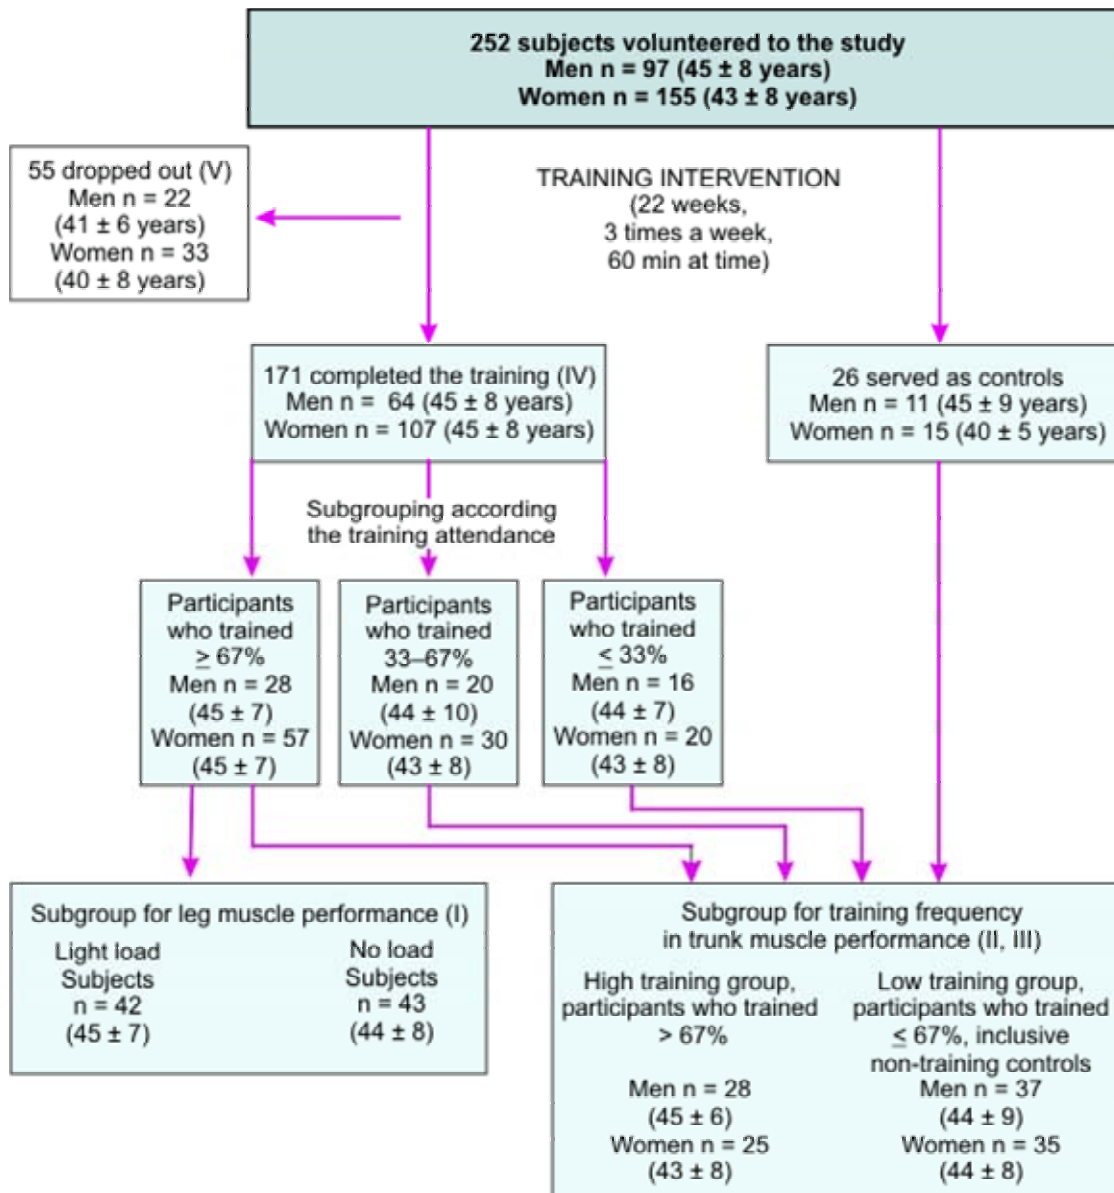 252 subjects volunteered to the study
Men n = 97 (45 ± 8 years)
Women n = 155 (43 ± 8 years)
55 dropped out (V)
Men n = 22
(41 ± 6 years)
Women n = 33
(40 ± 8 years)
TRAINING INTERVENTION
(22 weeks,
3 times a week,
60 min at time)
171 completed the training (IV)
Men n = 64 (45 ± 8 years)
Women n = 107 (45 ± 8 years)
26 served as controls
Men n = 11 (45 ± 9 years)
Women n = 15 (40 ± 5 years)
Subgrouping according
the training attendance
Participants
who trained
≥ 67%
Men n = 28
(45 ± 7)
Women n = 57
(45 ± 7)
Participants
who trained
33–67%
Men n = 20
(44 ± 10)
Women n = 30
(43 ± 8)
Participants
who trained
≤ 33%
Men n = 16
(44 ± 7)
Women n = 20
(43 ± 8)
Subgroup for leg muscle performance (I)
Light load
Subjects
n = 42
(45 ± 7)
No load
Subjects
n = 43
(44 ± 8)
Subgroup for training frequency
in trunk muscle performance (II, III)
High training group,
participants who trained
> 67%
Men n = 28
(45 ± 6)
Women n = 25
(43 ± 8)
Low training group,
participants who trained
≤ 67%, inclusive
non-training controls
Men n = 37
(44 ± 9)
Women n = 35
(44 ± 8)